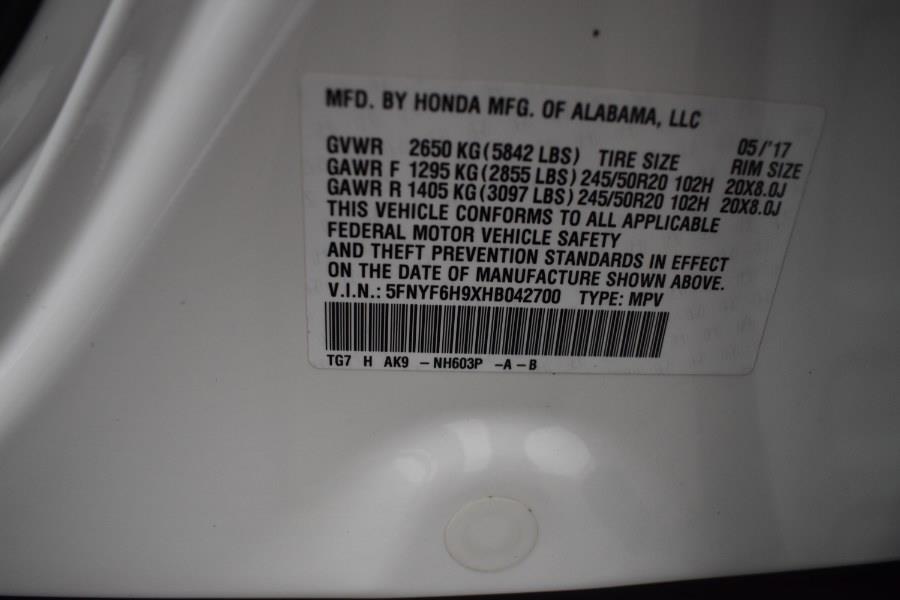 MFD. BY HONDA MFG. OF ALABAMA, LLC
05/'17
GVWR 2650 KG (5842 LBS) TIRE SIZE RIM SIZE
GAWR F 1295 KG (2855 LBS) 245/50R20 102H 20X8.0J
GAWR R 1405 KG (3097 LBS) 245/50R20 102H 20X8.0J
THIS VEHICLE CONFORMS TO ALL APPLICABLE
FEDERAL MOTOR VEHICLE SAFETY
AND THEFT PREVENTION STANDARDS IN EFFECT
ON THE DATE OF MANUFACTURE SHOWN ABOVE.
V.I.N.: 5FNYF6H9XHB042700 TYPE: MPV
TG7 H AK9 – NH603P – A – B